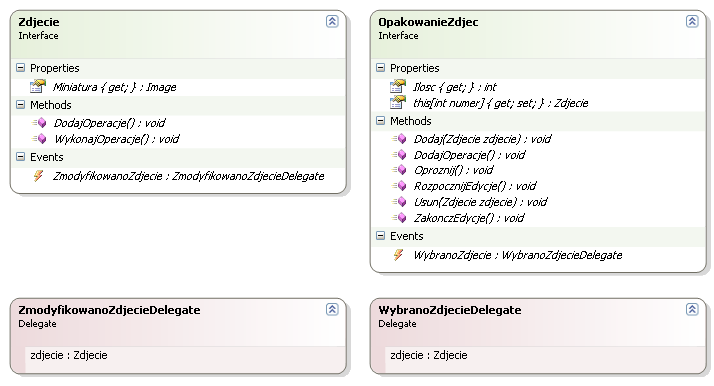 Zdjecie
Interface
Properties
Miniatura { get; } : Image
Methods
DodajOperacje() : void
WykonajOperacje() : void
Events
ZmodyfikowanoZdjecie : ZmodyfikowanoZdjecieDelegate
OpakowanieZdjec
Interface
Properties
Ilosc { get; } : int
this[int numer] { get; set; } : Zdjecie
Methods
Dodaj(Zdjecie zdjecie) : void
DodajOperacje() : void
Oproznij() : void
RozpocznijEdycje() : void
Usun(Zdjecie zdjecie) : void
ZakonczEdycje() : void
Events
WybranoZdjecie : WybranoZdjecieDelegate
ZmodyfikowanoZdjecieDelegate
Delegate
zdjecie : Zdjecie
WybranoZdjecieDelegate
Delegate
zdjecie : Zdjecie